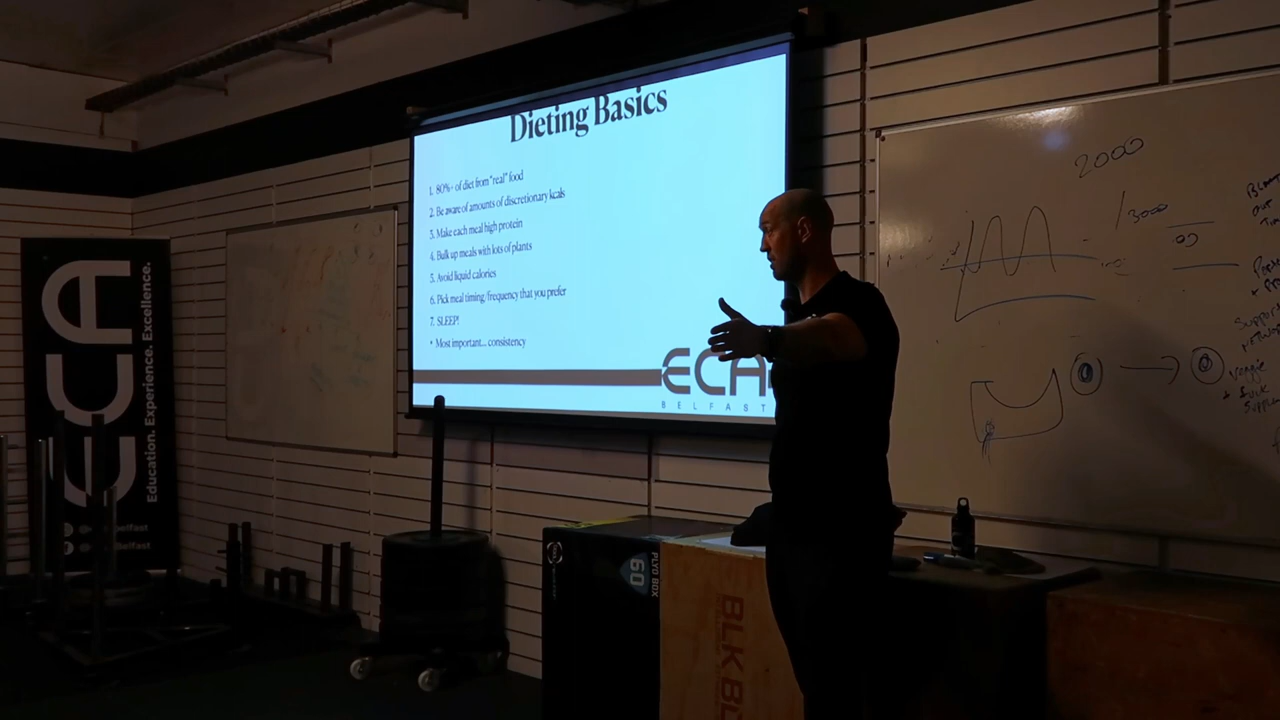 Dieting Basics
1. 80%+ of diet from "real" food
2. Be aware of amounts of discretionary kcals
3. Make each meal high protein
4. Bulk up meals with lots of plants
5. Avoid liquid calories
6. Pick meal timing/frequency that you prefer
7. SLEEP!
* Most important... consistency
ECA
BELFAST
ECA
Education. Experience. Excellence.
2000
3000
PLYO BOX
60
BLK BO